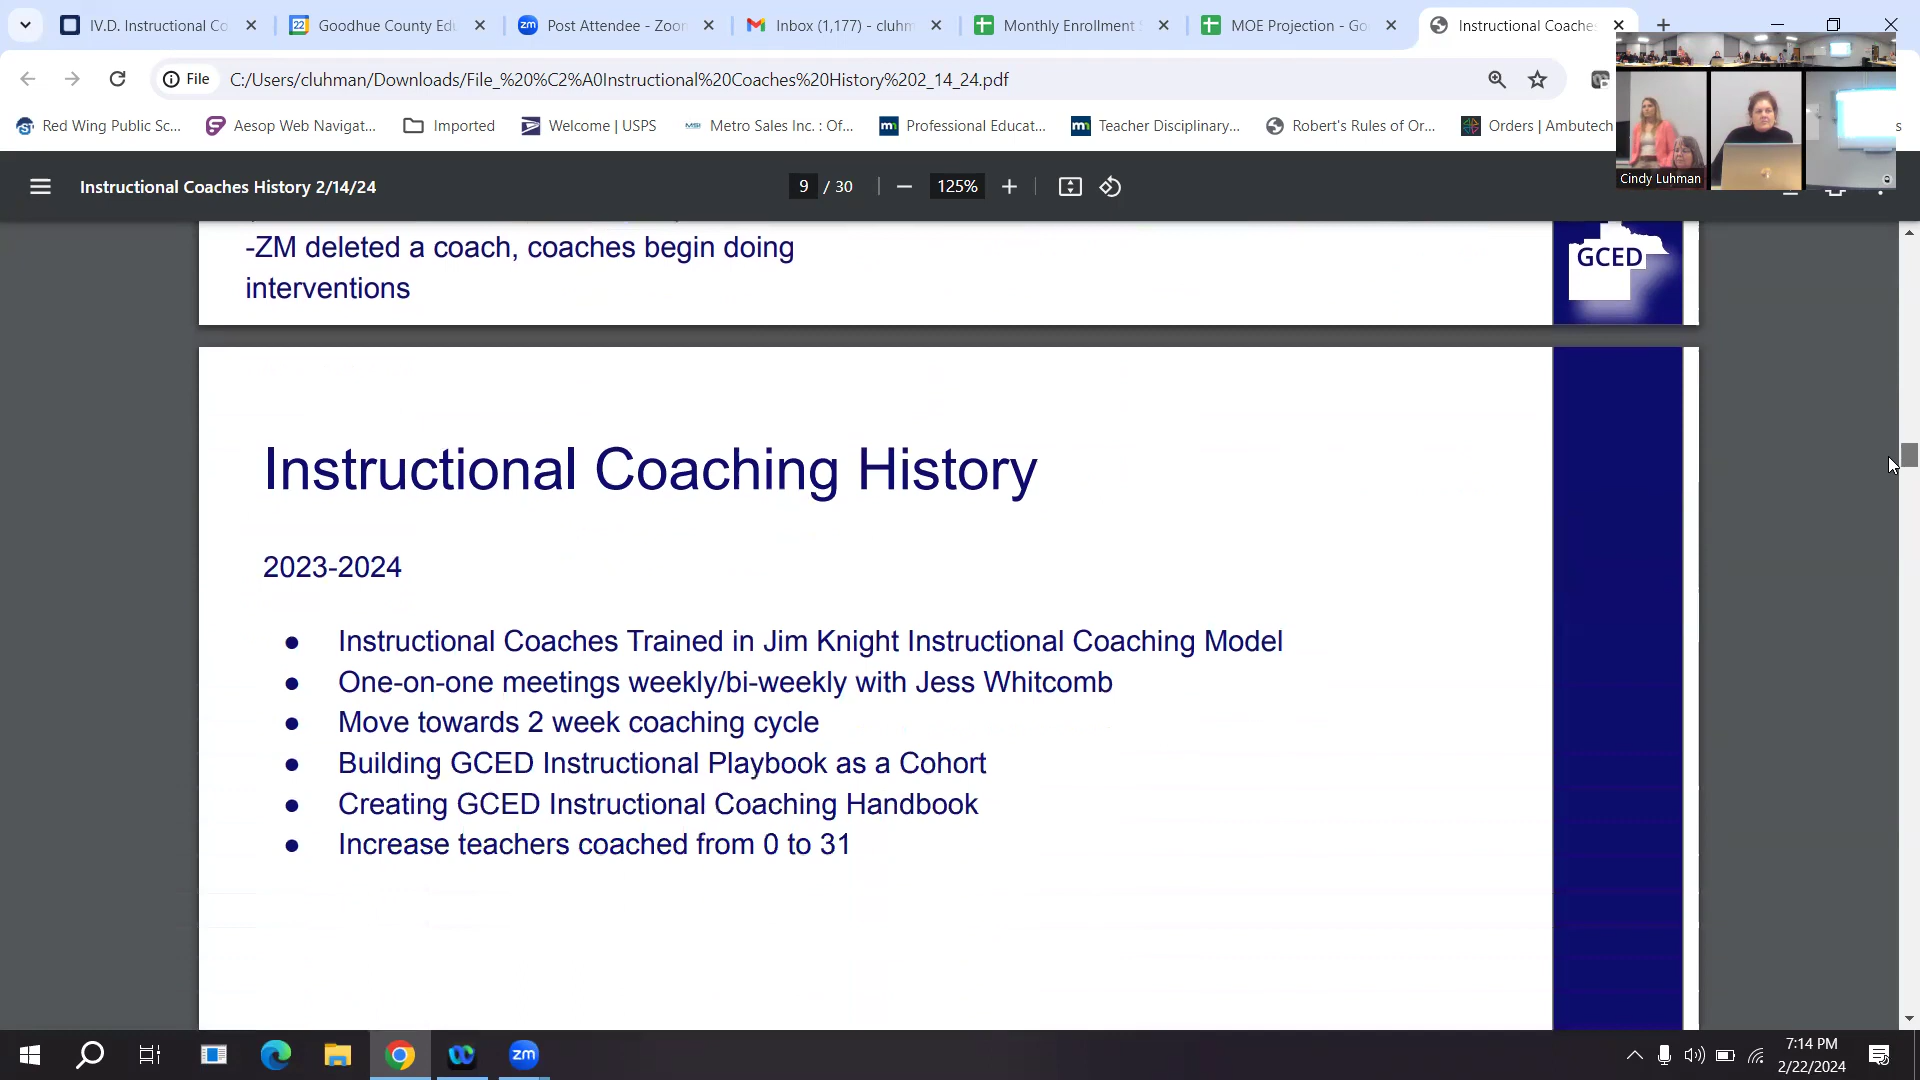 IV.D. Instructional Co
Goodhue County Edu
Post Attendee - Zoom
Inbox (1,177) - cluhm
Monthly Enrollment S
MOE Projection - Go
Instructional Coache
File
C:/Users/cluhman/Downloads/File_%20%C2%A0Instructional%20Coaches%20History%202_14_24.pdf
Red Wing Public Sc...
Aesop Web Navigat...
Imported
Welcome | USPS
Metro Sales Inc. : Of...
Professional Educat...
Teacher Disciplinary...
Robert's Rules of Or...
Orders | Ambutech
s
Cindy Luhman
Instructional Coaches History 2/14/24
9 / 30
125%
-ZM deleted a coach, coaches begin doing
interventions
GCED
Instructional Coaching History
2023-2024
● Instructional Coaches Trained in Jim Knight Instructional Coaching Model
● One-on-one meetings weekly/bi-weekly with Jess Whitcomb
● Move towards 2 week coaching cycle
● Building GCED Instructional Playbook as a Cohort
● Creating GCED Instructional Coaching Handbook
● Increase teachers coached from 0 to 31
7:14 PM
2/22/2024